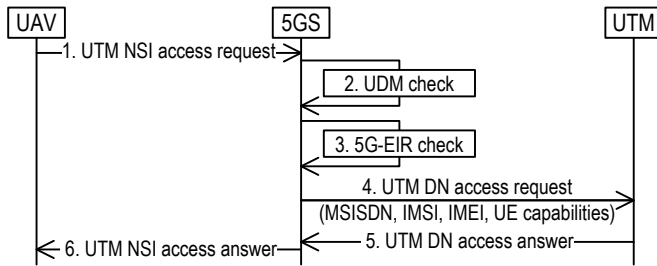 UAV
5GS
UTM
1. UTM NSI access request
2. UDM check
3. 5G-EIR check
4. UTM DN access request
(MSISDN, IMSI, IMEI, UE capabilities)
5. UTM DN access answer
6. UTM NSI access answer